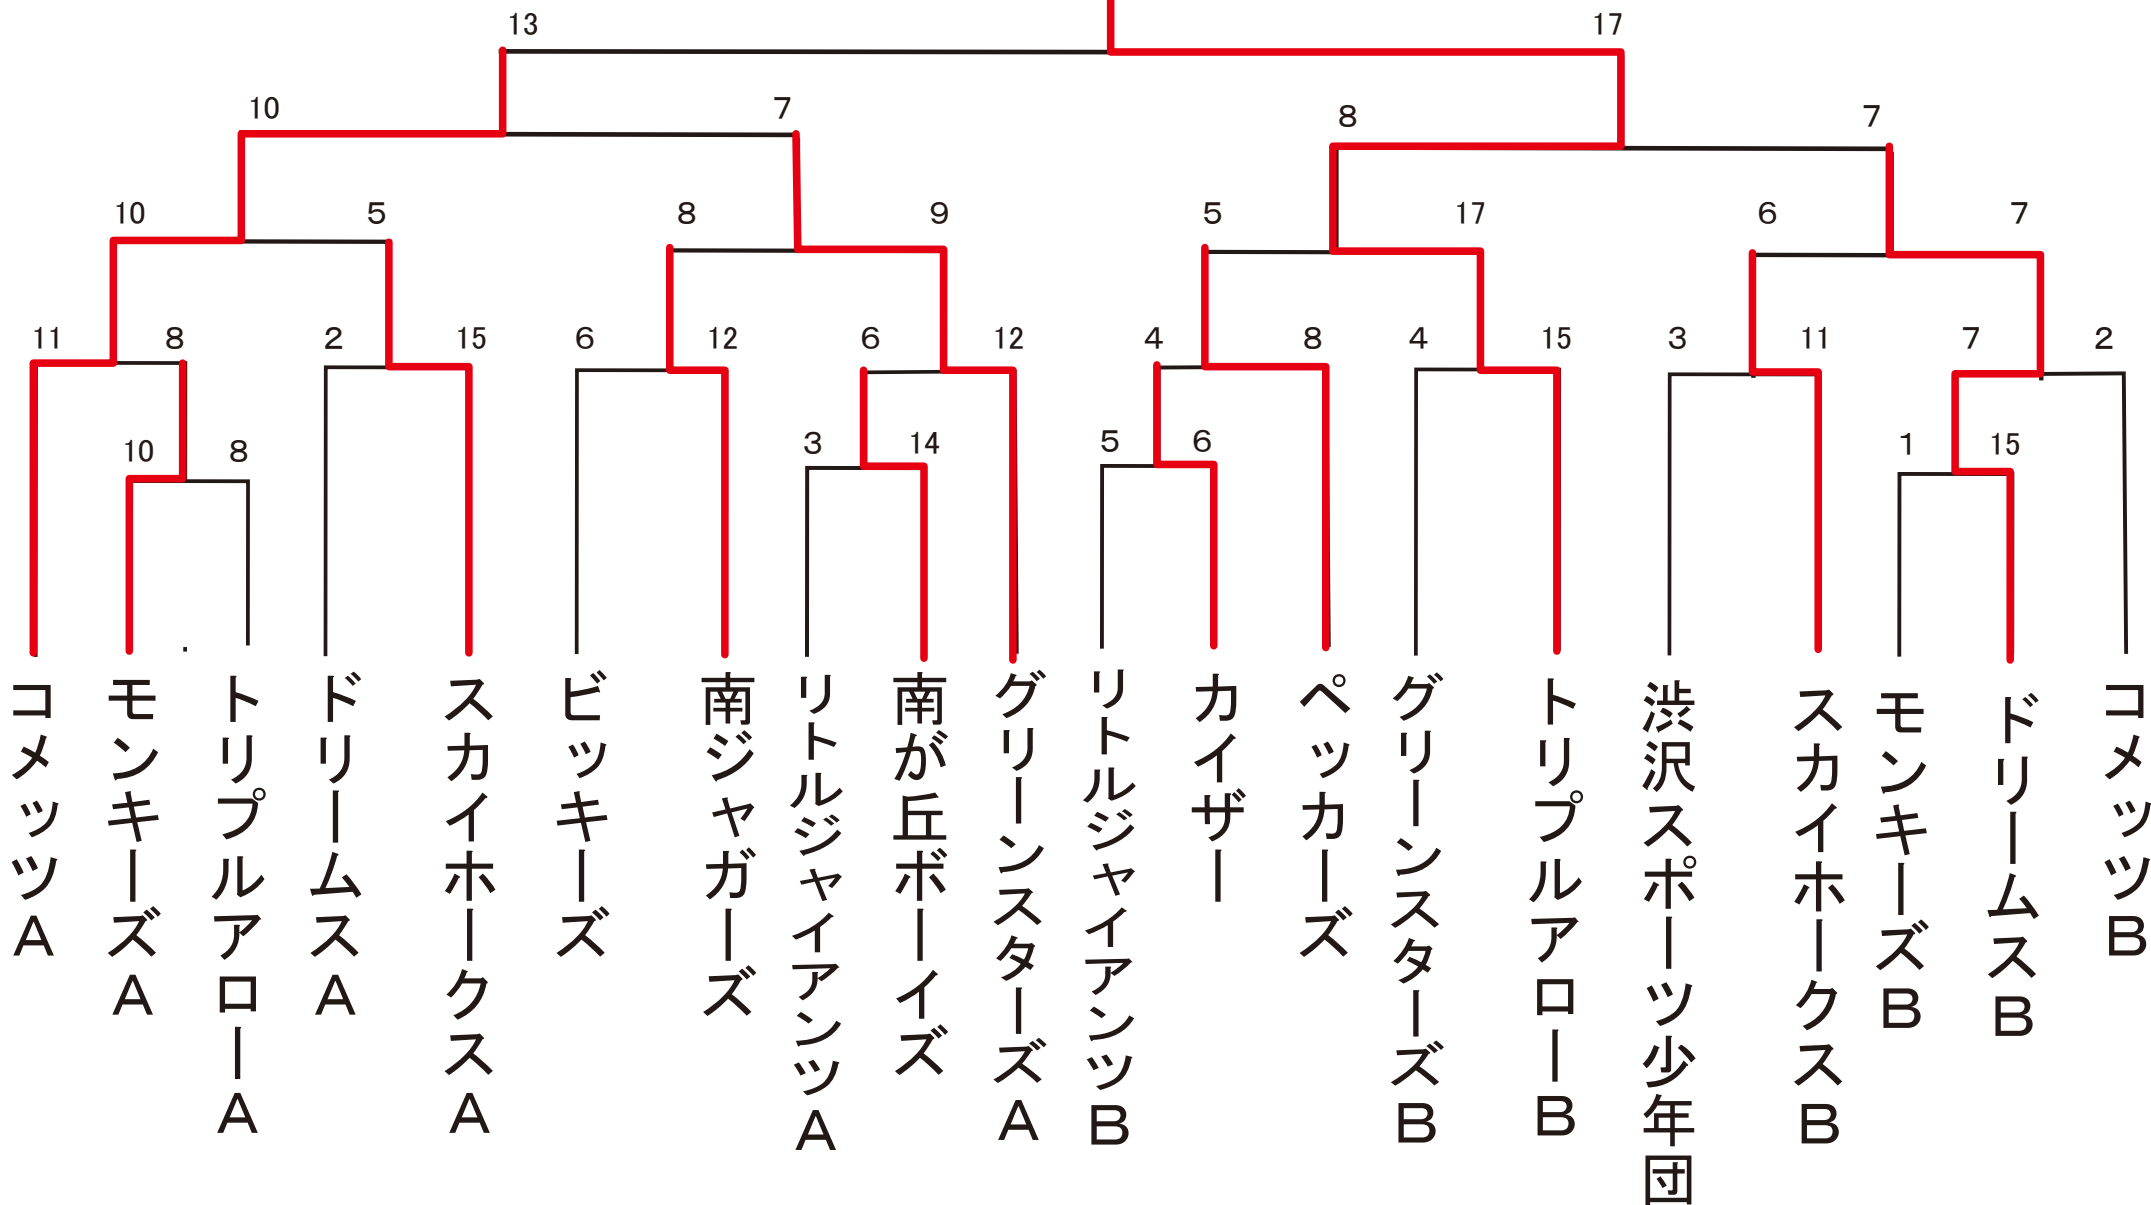 13 17
10 7 8 7
10 5 8 9 5 17 6 7
11 8 2 15 6 12 6 12 4 8 4 15 3 11 7 2
10 8 3 14 5 6 1 15
コメッツA
モンキーズA
トリプルアローA
ドリームスA
スカイホークスA
ビッキーズ
南ジャガーズ
リトルジャイアンツA
南が丘ボーイズ
グリーンスターズA
リトルジャイアンツB
カイザー
ペッカーズ
グリーンスターズB
トリプルアローB
渋沢スポーツ少年団
スカイホークスB
モンキーズB
ドリームスB
コメッツB